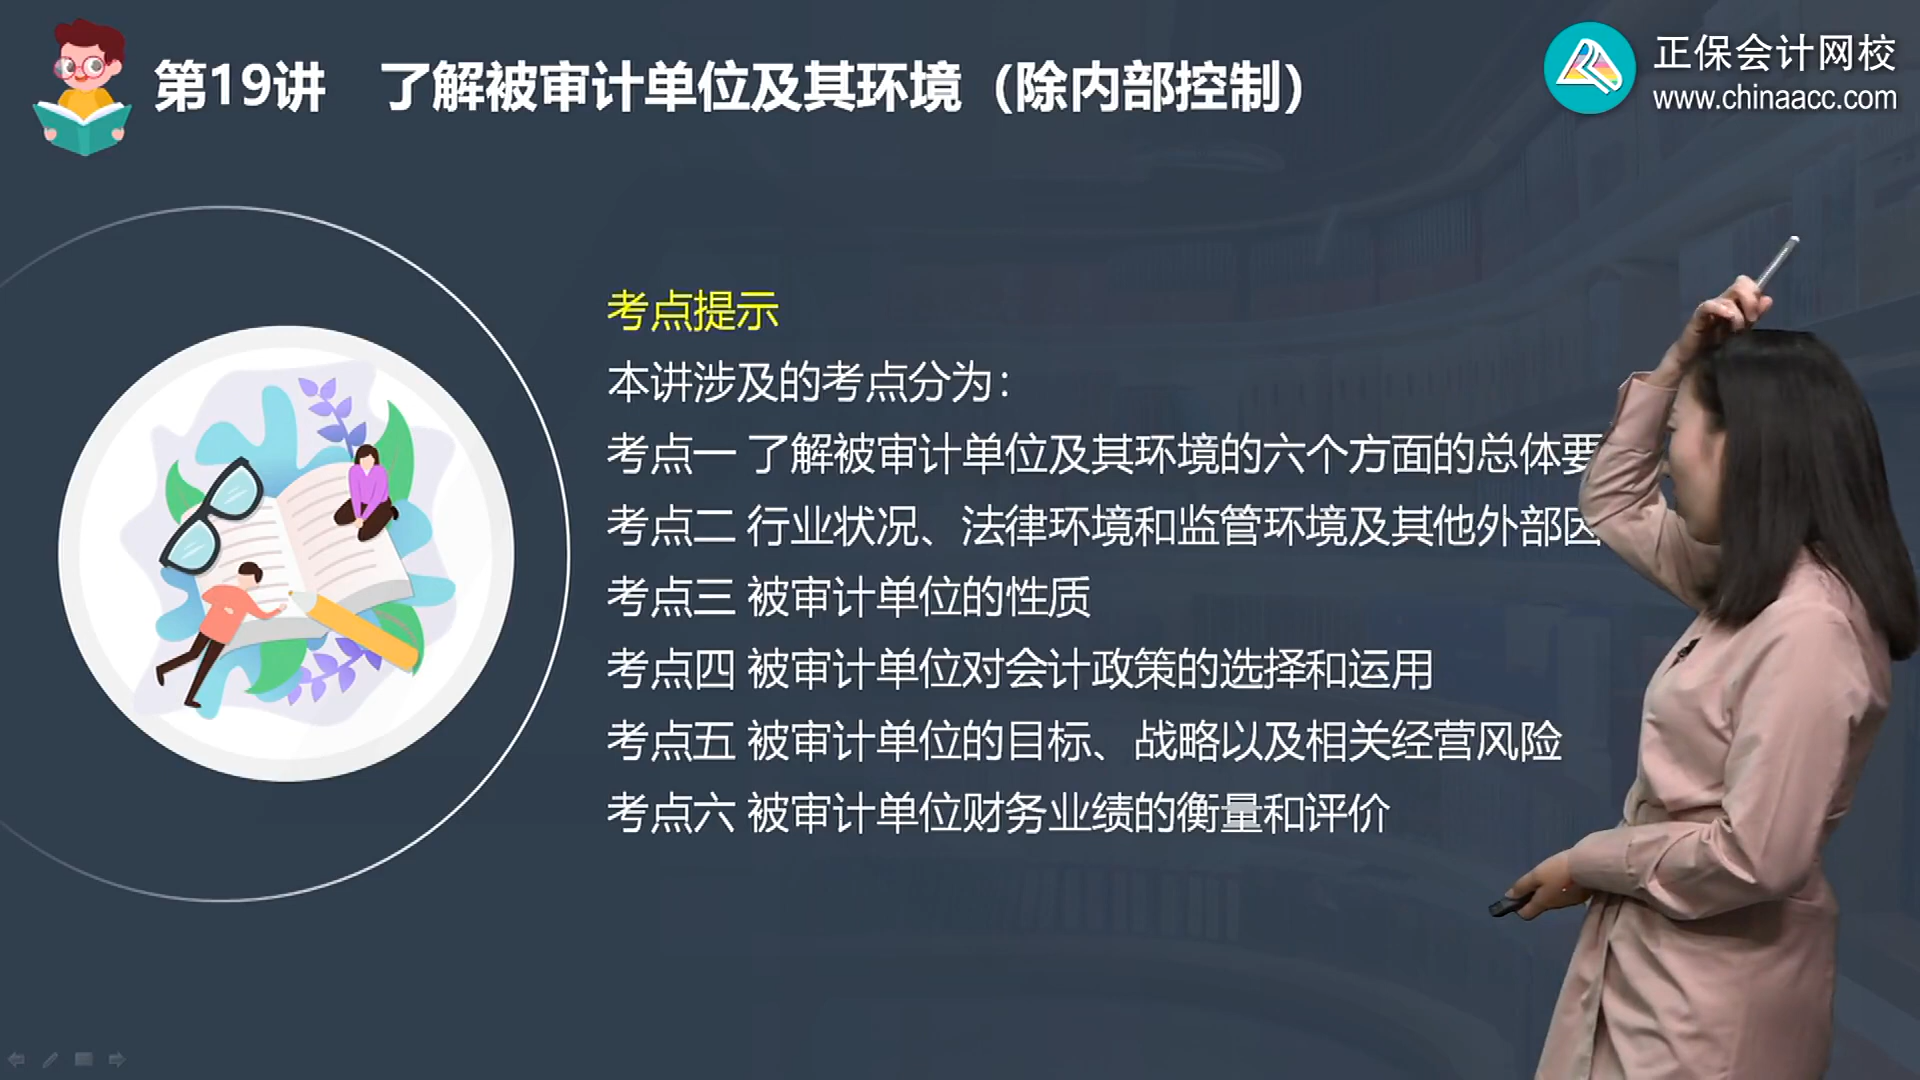 第19讲 了解被审计单位及其环境（除内部控制）
正保会计网校
www.chinaacc.com
考点提示
本讲涉及的考点分为：
考点一 了解被审计单位及其环境的六个方面的总体要
考点二 行业状况、法律环境和监管环境及其他外部因
考点三 被审计单位的性质
考点四 被审计单位对会计政策的选择和运用
考点五 被审计单位的目标、战略以及相关经营风险
考点六 被审计单位财务业绩的衡量和评价